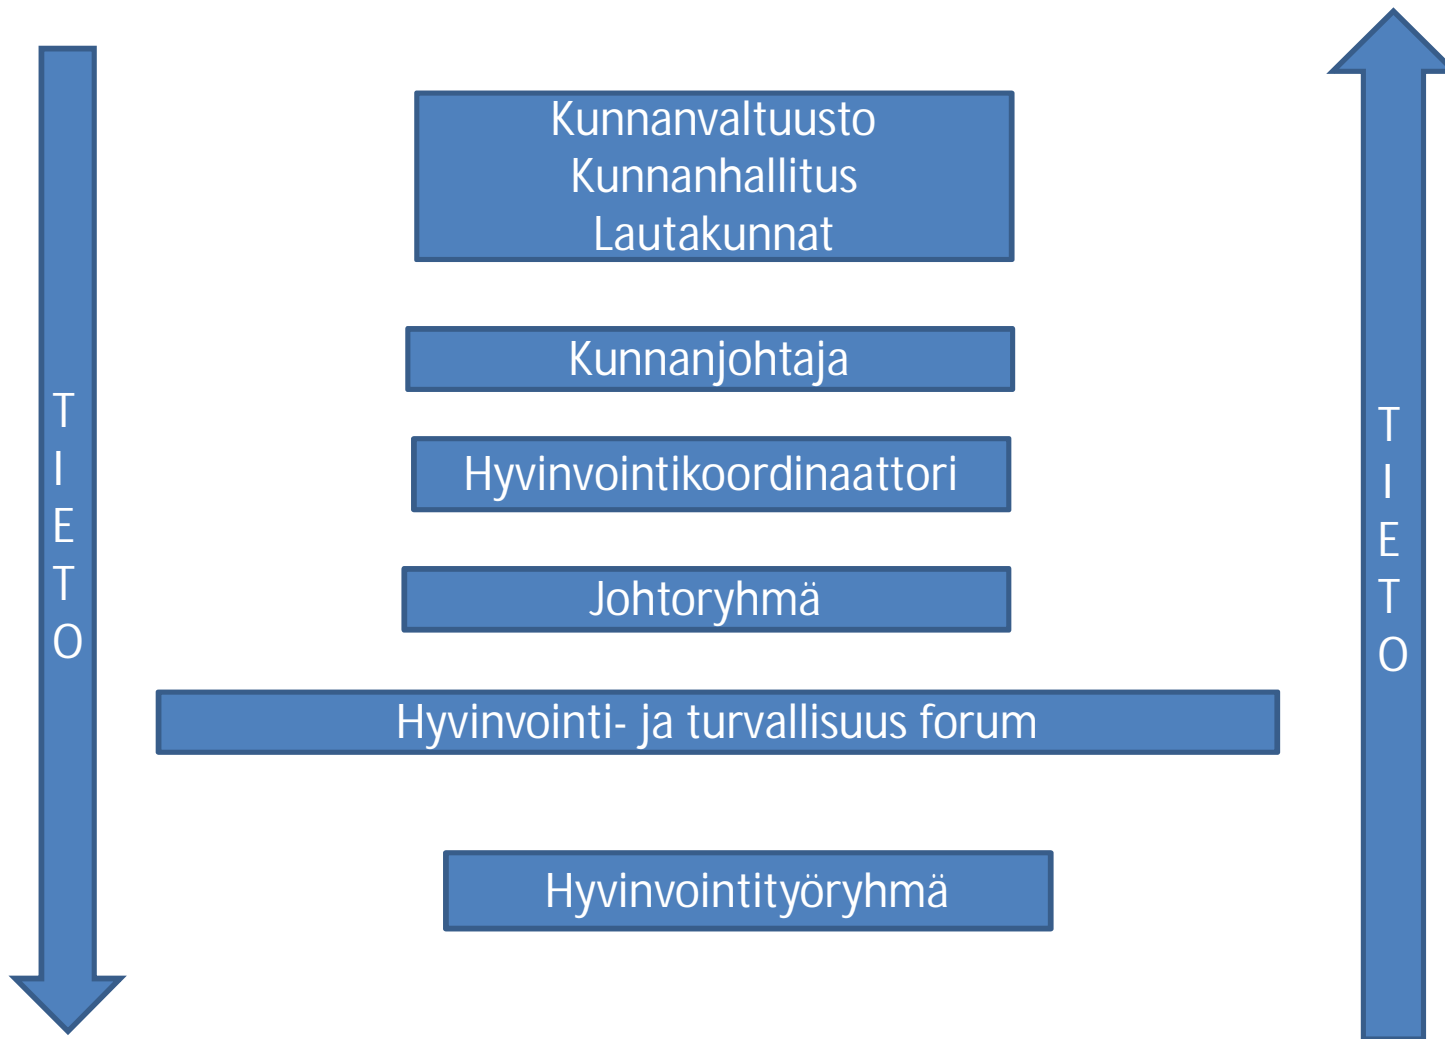 Kunnanvaltuusto
Kunnanhallitus
Lautakunnat
Kunnanjohtaja
Hyvinvointikoordinaattori
Johtoryhmä
Hyvinvointi- ja turvallisuus forum
Hyvinvointityöryhmä
T
I
E
T
O
T
I
E
T
O